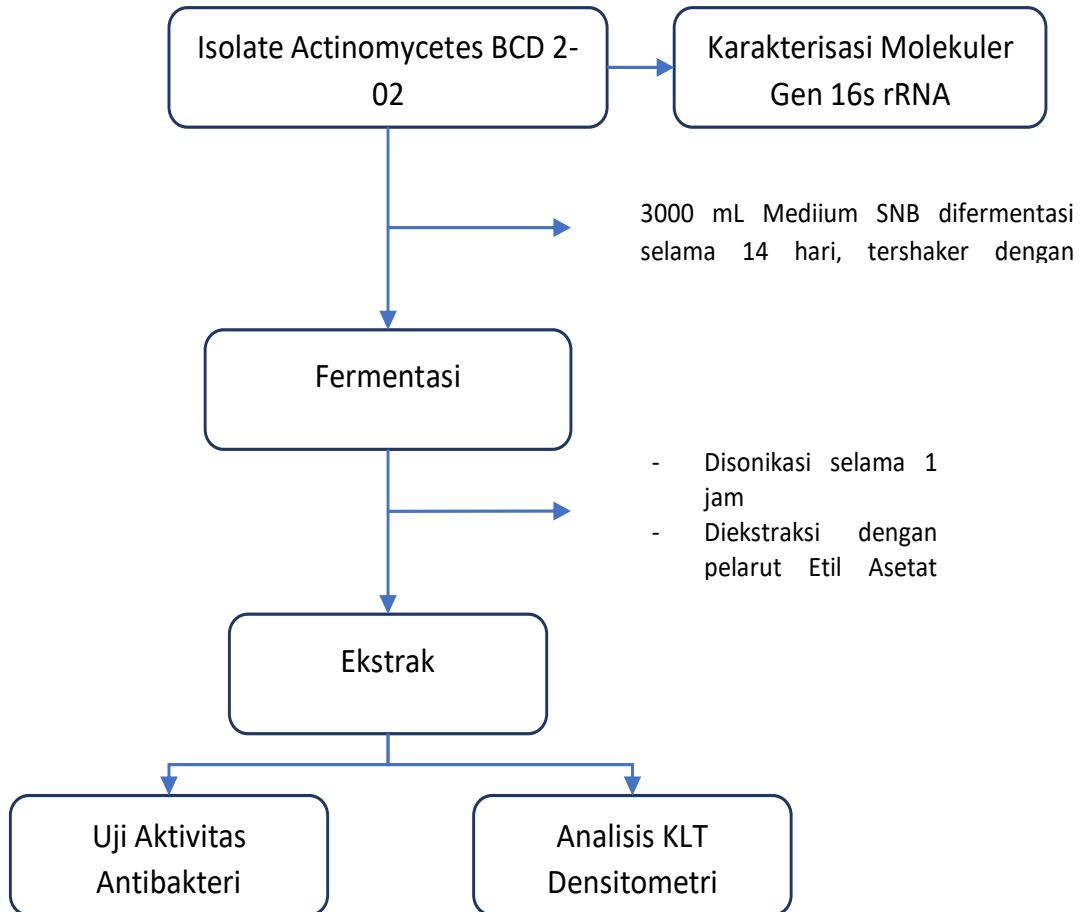 Isolate Actinomycetes BCD 2-
02
Karakterisasi Molekuler
Gen 16s rRNA
3000 mL Mediium SNB difermentasi
selama 14 hari, tershaker dengan
Fermentasi
- Disonikasi selama 1
jam
- Diekstraksi dengan
pelarut Etil Asetat
Ekstrak
Uji Aktivitas
Antibakteri
Analisis KLT
Densitometri